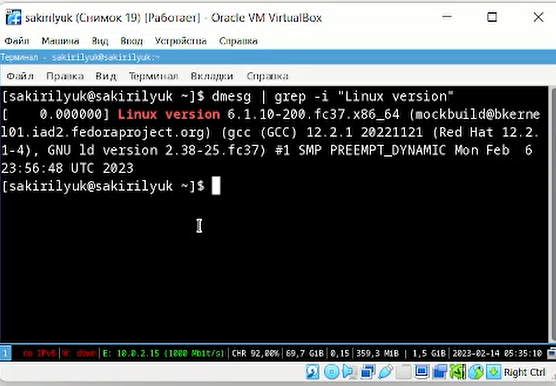 sakirilyuk (Снимок 19) [Работает] - Oracle VM VirtualBox
Файл Машина Вид Ввод Устройства Справка
Терминал - sakirilyuk@sakirilyuk:~
Файл Правка Вид Терминал Вкладки Справка
[sakirilyuk@sakirilyuk ~]$ dmesg | grep -i "Linux version"
[    0.000000] Linux version 6.1.10-200.fc37.x86_64 (mockbuild@bkerne
l01.iad2.fedoraproject.org) (gcc (GCC) 12.2.1 20221121 (Red Hat 12.2.
1-4), GNU ld version 2.38-25.fc37) #1 SMP PREEMPT_DYNAMIC Mon Feb  6
23:56:48 UTC 2023
[sakirilyuk@sakirilyuk ~]$
1 no IPv6 W: down E: 10.0.2.15 (1000 Mbit/s) CHR 92,00% 69,7 GiB 0,15 359,3 MiB | 1,5 GiB 2023-02-14 05:35:10
Right Ctrl